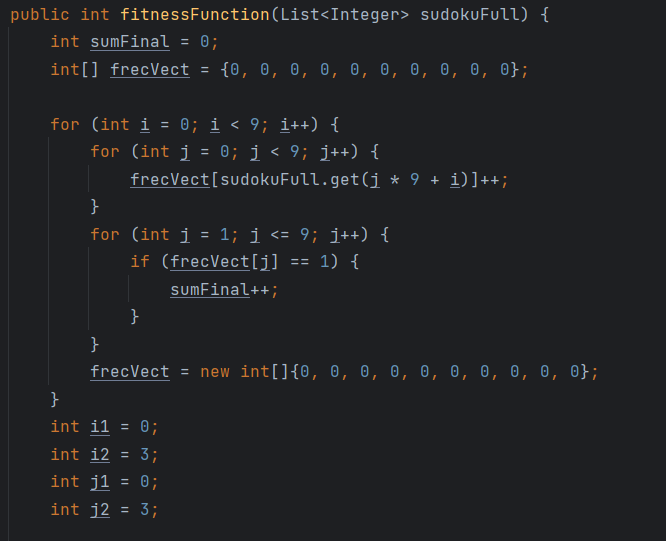 public int fitnessFunction(List<Integer> sudokuFull) {
    int sumFinal = 0;
    int[] frecVect = {0, 0, 0, 0, 0, 0, 0, 0, 0, 0};
    for (int i = 0; i < 9; i++) {
        for (int j = 0; j < 9; j++) {
            frecVect[sudokuFull.get(j * 9 + i)]++;
        }
        for (int j = 1; j <= 9; j++) {
            if (frecVect[j] == 1) {
                sumFinal++;
            }
        }
        frecVect = new int[]{0, 0, 0, 0, 0, 0, 0, 0, 0, 0};
    }
    int i1 = 0;
    int i2 = 3;
    int j1 = 0;
    int j2 = 3;